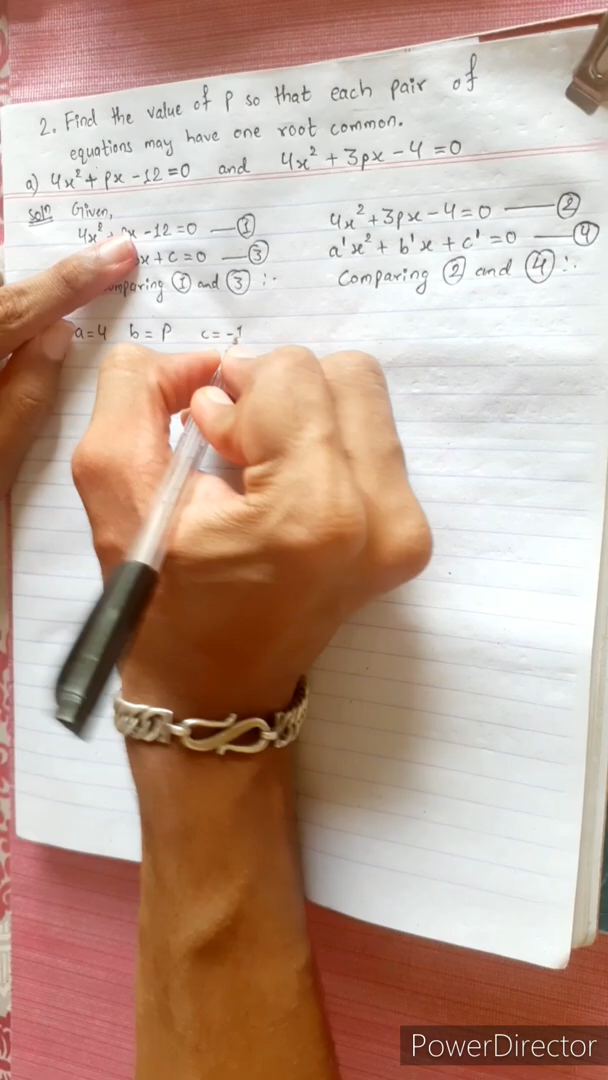 2. Find the value of P so that each pair of
equations may have one root common.
a) 4x² + px -12=0 and 4x² + 3px - 4 = 0
Solⁿ Given,
4x² + px -12=0 —①
4x² + 3px - 4 = 0 —②
x + c = 0 —③
a'x² + b'x + c' = 0 —④
omparing ① and ③ :·
Comparing ② and ④ ∴
a=4 b=P c=-1
PowerDirector